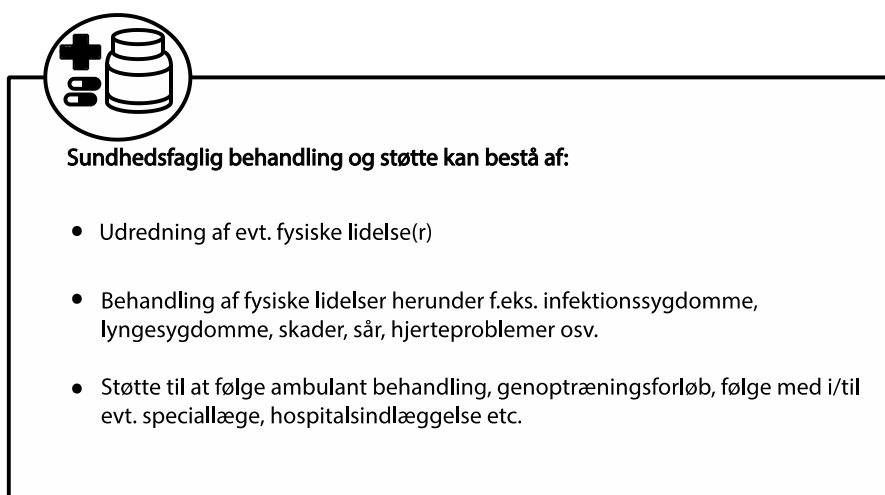 Sundhedsfaglig behandling og støtte kan bestå af:
• Udredning af evt. fysiske lidelse(r)
• Behandling af fysiske lidelser herunder f.eks. infektionssygdomme,
lyngesygdomme, skader, sår, hjerteproblemer osv.
• Støtte til at følge ambulant behandling, genoptræningsforløb, følge med i/til
evt. speciallæge, hospitalsindlæggelse etc.